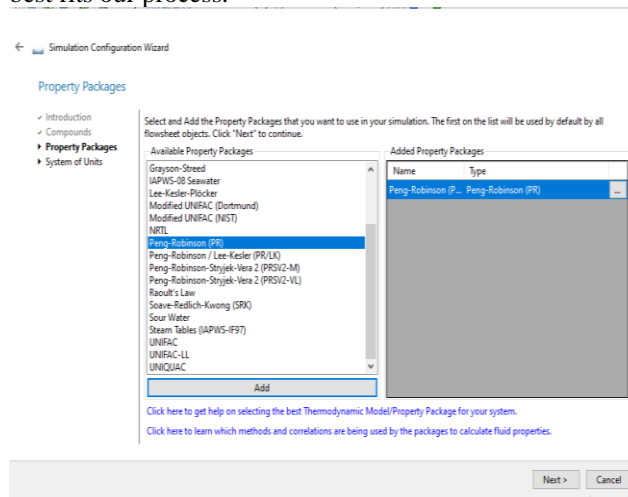 best fits our process.
Simulation Configuration Wizard
Property Packages
Introduction
Compounds
Property Packages
System of Units
Select and Add the Property Packages that you want to use in your simulation. The first on the list will be used by default by all
flowsheet objects. Click "Next" to continue.
Available Property Packages
Grayson-Streed
IAPWS-08 Seawater
Lee-Kesler-Plöcker
Modified UNIFAC (Dortmund)
Modified UNIFAC (NIST)
NRTL
Peng-Robinson (PR)
Peng-Robinson / Lee-Kesler (PR/LK)
Peng-Robinson-Stryjek-Vera 2 (PRSV2-M)
Peng-Robinson-Stryjek-Vera 2 (PRSV2-VL)
Raoult's Law
Soave-Redlich-Kwong (SRK)
Sour Water
Steam Tables (IAPWS-IF97)
UNIFAC
UNIFAC-LL
UNIQUAC
Add
Added Property Packages
Name Type
Peng-Robinson (P... Peng-Robinson (PR) ...
Click here to get help on selecting the best Thermodynamic Model/Property Package for your system.
Click here to learn which methods and correlations are being used by the packages to calculate fluid properties.
Next > Cancel